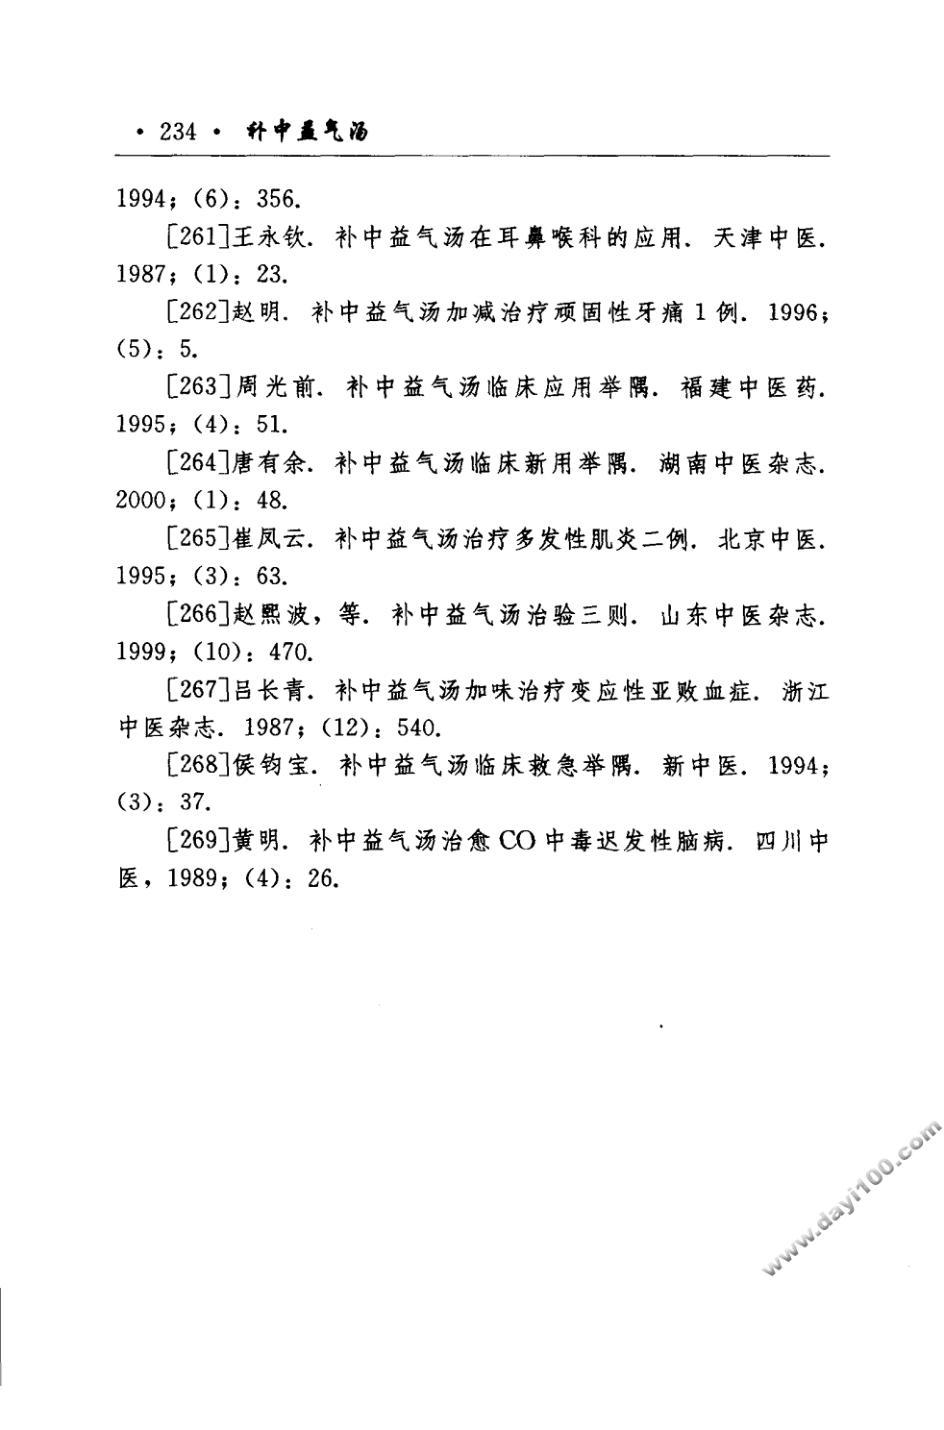 · 234 · 补中益气汤
1994；(6)：356.
[261]王永钦. 补中益气汤在耳鼻喉科的应用. 天津中医.
1987；(1)：23.
[262]赵明. 补中益气汤加减治疗顽固性牙痛 1 例. 1996；
(5)：5.
[263]周光前. 补中益气汤临床应用举隅. 福建中医药.
1995；(4)：51.
[264]唐有余. 补中益气汤临床新用举隅. 湖南中医杂志.
2000；(1)：48.
[265]崔凤云. 补中益气汤治疗多发性肌炎二例. 北京中医.
1995；(3)：63.
[266]赵熙波，等. 补中益气汤治验三则. 山东中医杂志.
1999；(10)：470.
[267]吕长青. 补中益气汤加味治疗变应性亚败血症. 浙江
中医杂志. 1987；(12)：540.
[268]侯钧宝. 补中益气汤临床救急举隅. 新中医. 1994；
(3)：37.
[269]黄明. 补中益气汤治愈 CO 中毒迟发性脑病. 四川中
医，1989；(4)：26.
www.dayi100.com